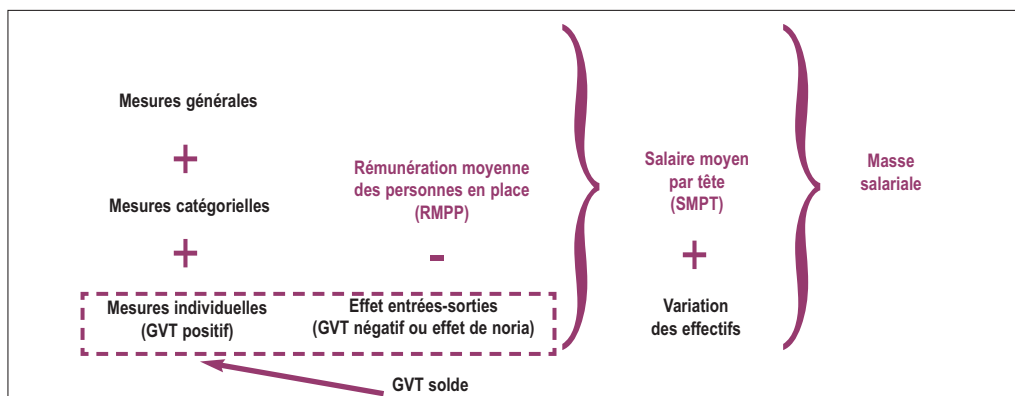 Mesures générales
+
Mesures catégorielles
+
Mesures individuelles
(GVT positif)
Rémunération moyenne
des personnes en place
(RMPP)
-
Effet entrées-sorties
(GVT négatif ou effet de noria)
GVT solde
Salaire moyen
par tête
(SMPT)
+
Variation
des effectifs
Masse
salariale